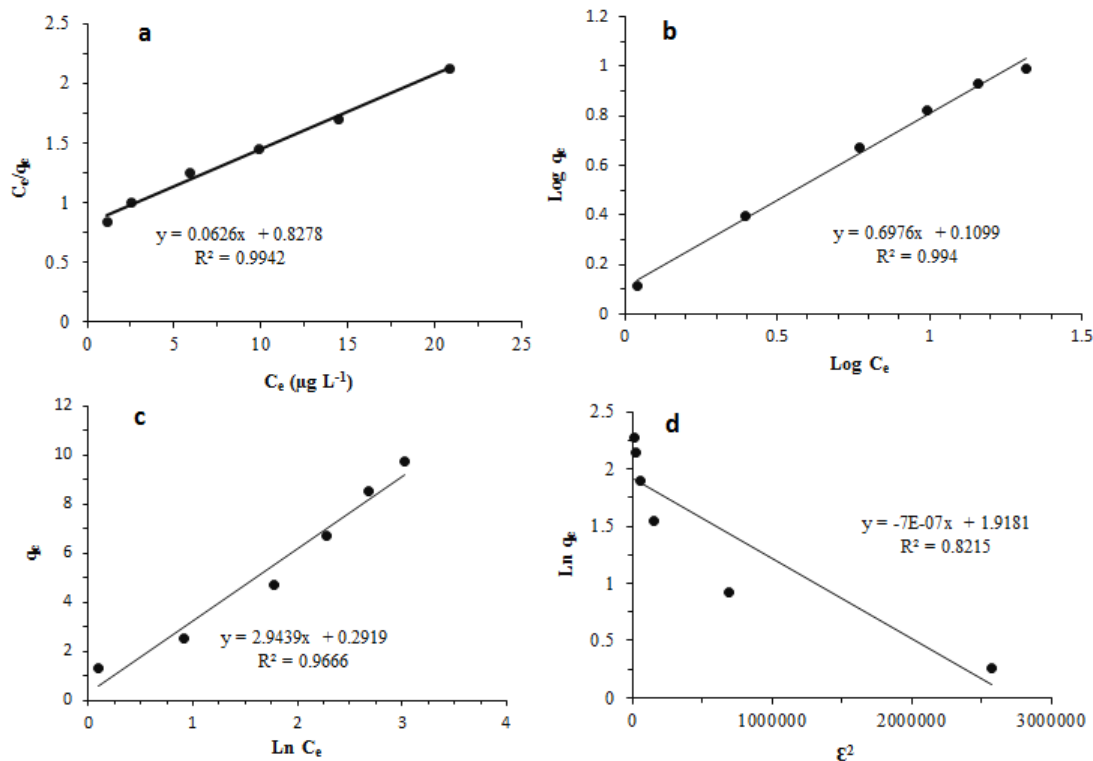 a
2.5
2
1.5
1
0.5
0
Ce/qe
y = 0.0626x + 0.8278
R² = 0.9942
0 5 10 15 20 25
Ce (µg L⁻¹)
b
1.2
1
0.8
0.6
0.4
0.2
0
Log qe
y = 0.6976x + 0.1099
R² = 0.994
0 0.5 1 1.5
Log Ce
c
12
10
8
6
4
2
0
qe
y = 2.9439x + 0.2919
R² = 0.9666
0 1 2 3 4
Ln Ce
d
2.5
2
1.5
1
0.5
0
Ln qe
y = -7E-07x + 1.9181
R² = 0.8215
0 1000000 2000000 3000000
Ɛ²